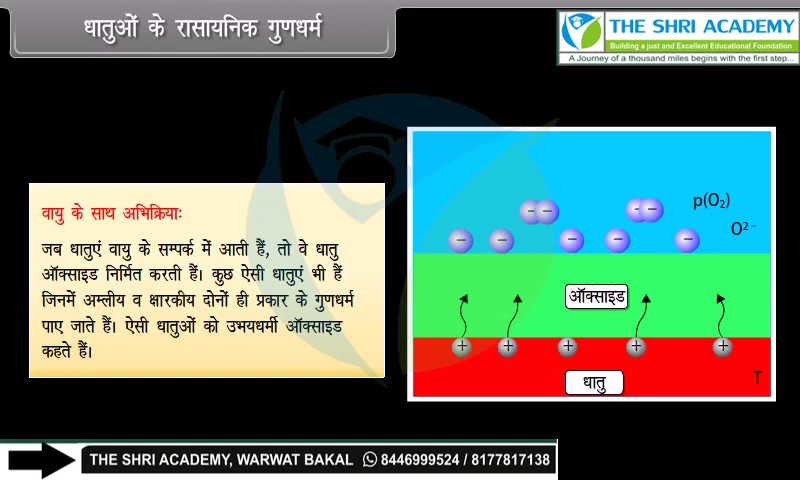 धातुओं के रासायनिक गुणधर्म
THE SHRI ACADEMY
Building a just and Excellent Educational Foundation
A Journey of a thousand miles begins with the first step...
वायु के साथ अभिक्रियाः
जब धातुएं वायु के सम्पर्क में आती हैं, तो वे धातु
ऑक्साइड निर्मित करती हैं। कुछ ऐसी धातुएं भी हैं
जिनमें अम्लीय व क्षारकीय दोनों ही प्रकार के गुणधर्म
पाए जाते हैं। ऐसी धातुओं को उभयधर्मी ऑक्साइड
कहते हैं।
p(O₂)
O²⁻
ऑक्साइड
धातु
T
THE SHRI ACADEMY, WARWAT BAKAL 8446999524 / 8177817138